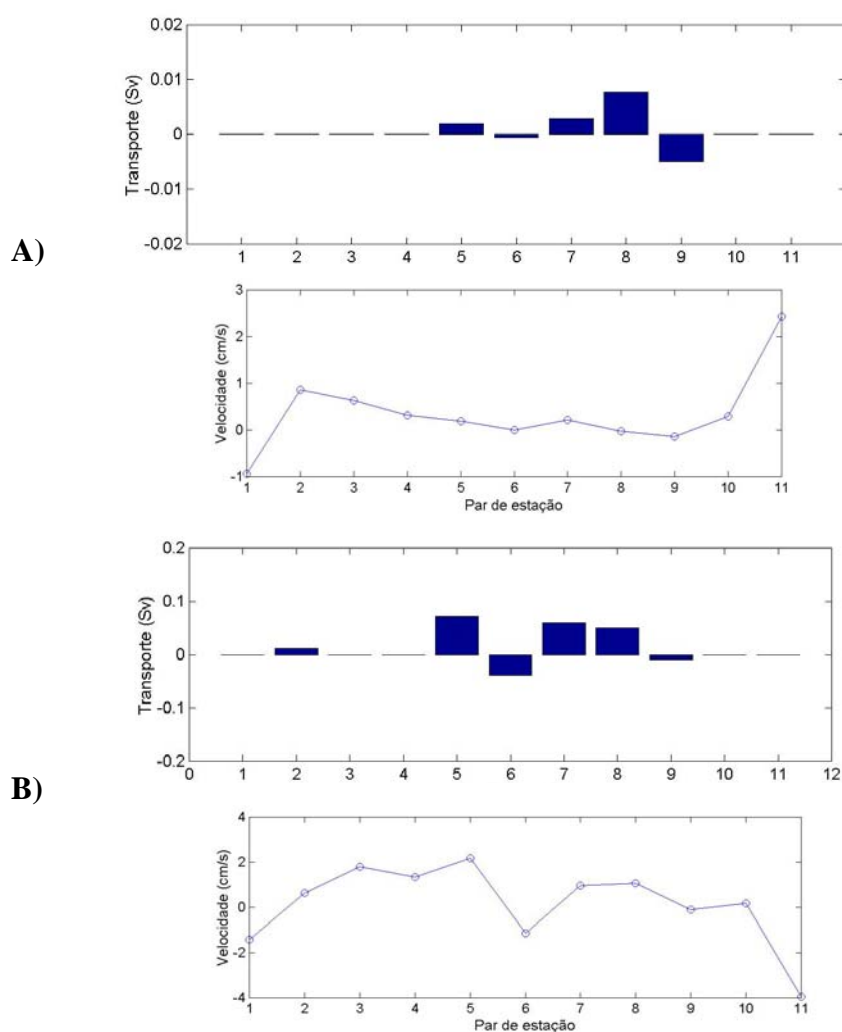 A)
Transporte (Sv)
0.02
0.01
0
-0.01
-0.02
1 2 3 4 5 6 7 8 9 10 11
Velocidade (cm/s)
3
2
1
0
-1
1 2 3 4 5 6 7 8 9 10 11
Par de estação
B)
Transporte (Sv)
0.2
0.1
0
-0.1
-0.2
0 1 2 3 4 5 6 7 8 9 10 11 12
Velocidade (cm/s)
4
2
0
-2
-4
1 2 3 4 5 6 7 8 9 10 11
Par de estação